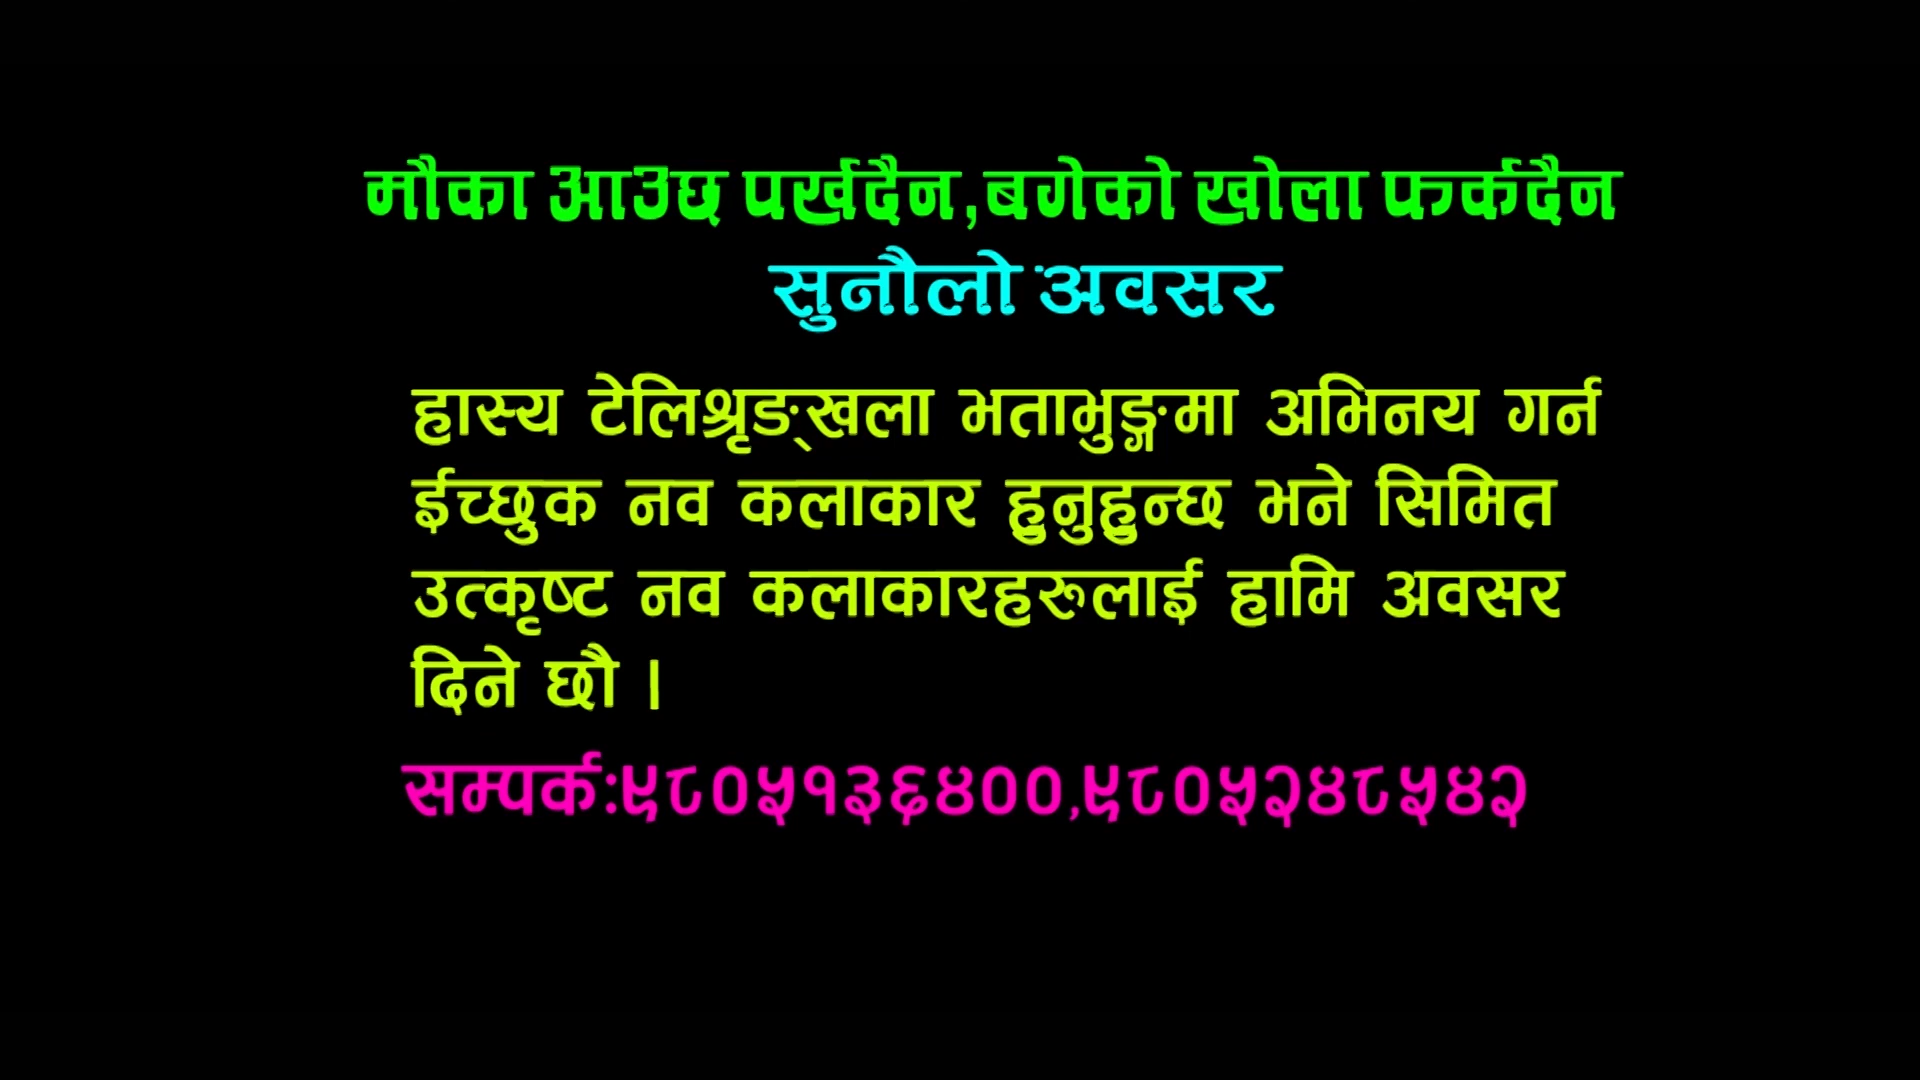 मौका आउछ पर्खदैन,बगेको खोला फर्कदैन
सुनौलो अवसर
हास्य टेलिश्रृङ्खला भताभुङ्गमा अभिनय गर्न
ईच्छुक नव कलाकार हुनुहुन्छ भने सिमित
उत्कृष्ट नव कलाकारहरुलाई हामि अवसर
दिने छौ ।
सम्पर्क:९८०५१३६४००,९८०५२४८५४२